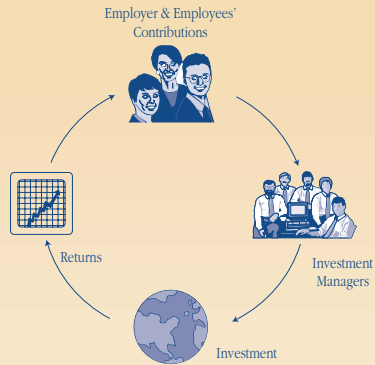 Employer & Employees'
Contributions
Investment
Managers
Investment
Returns